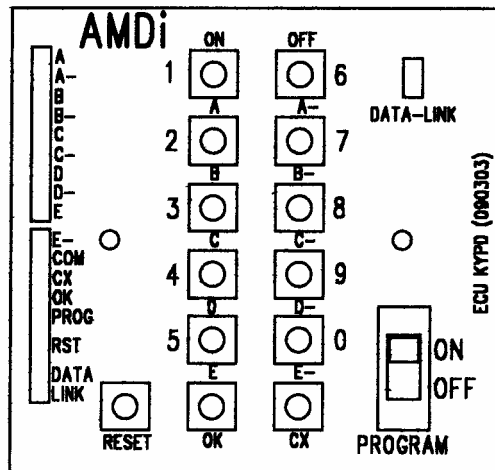 AMDi
ON OFF
A
A-
B
B-
C
C-
D
D-
E
E-
COM
CX
OK
PROG
RST
DATA
LINK
1 6
A A-
2 7
B B-
3 8
C C-
4 9
D D-
5 0
E E-
RESET OK CX
DATA-LINK
ECU KYPD (090303)
ON
OFF
PROGRAM